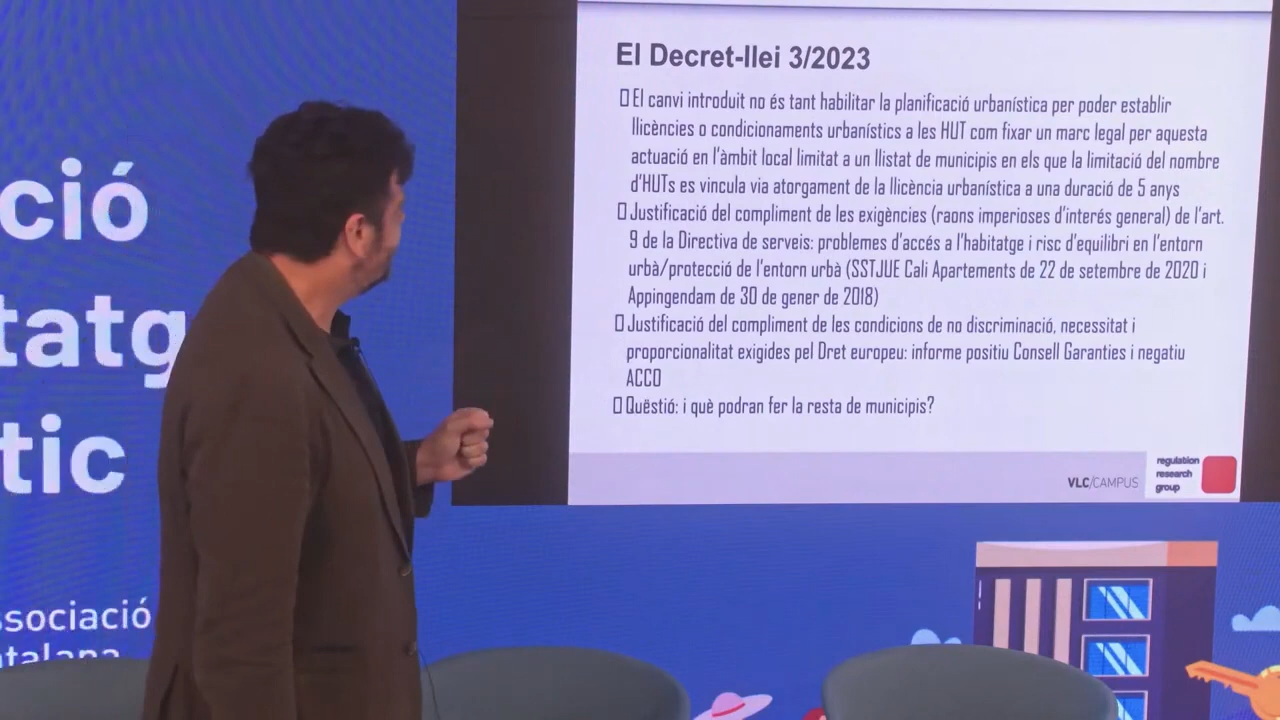 ció
tatg
tic
ssociació
atalana
El Decret-llei 3/2023
El canvi introduit no és tant habilitar la planificació urbanística per poder establir
llicències o condicionaments urbanístics a les HUT com fixar un marc legal per aquesta
actuació en l'àmbit local limitat a un llistat de municipis en els que la limitació del nombre
d'HUTs es vincula via atorgament de la llicència urbanística a una duració de 5 anys
Justificació del compliment de les exigències (raons imperioses d'interés general) de l'art.
9 de la Directiva de serveis: problemes d'accés a l'habitatge i risc d'equilibri en l'entorn
urbà/protecció de l'entorn urbà (SSTJUE Cali Apartements de 22 de setembre de 2020 i
Appingendam de 30 de gener de 2018)
Justificació del compliment de les condicions de no discriminació, necessitat i
proporcionalitat exigides pel Dret europeu: informe positiu Consell Garanties i negatiu
ACCO
Qüestió: i què podran fer la resta de municipis?
VLC/CAMPUS
regulation
research
group